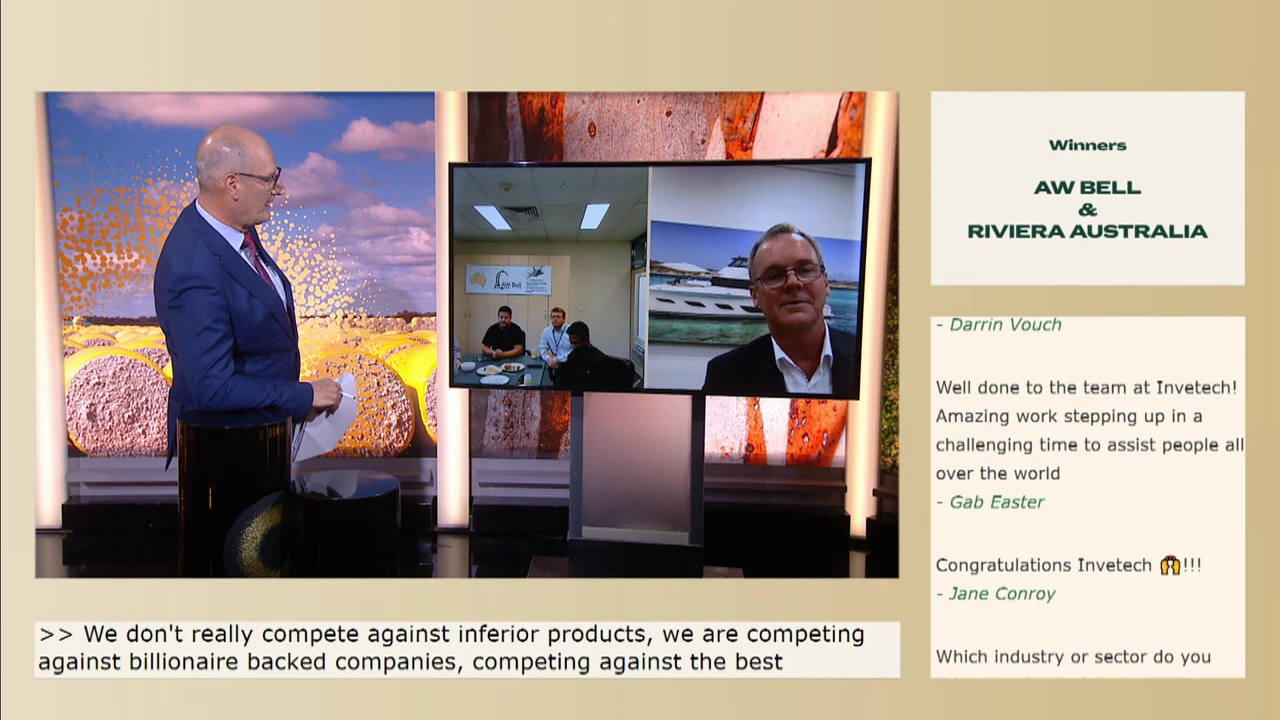 AW Bell
Winners
AW BELL
&
RIVIERA AUSTRALIA
- Darrin Vouch
Well done to the team at Invetech!
Amazing work stepping up in a
challenging time to assist people all
over the world
- Gab Easter
Congratulations Invetech 🙌!!!
- Jane Conroy
Which industry or sector do you
>> We don't really compete against inferior products, we are competing
against billionaire backed companies, competing against the best